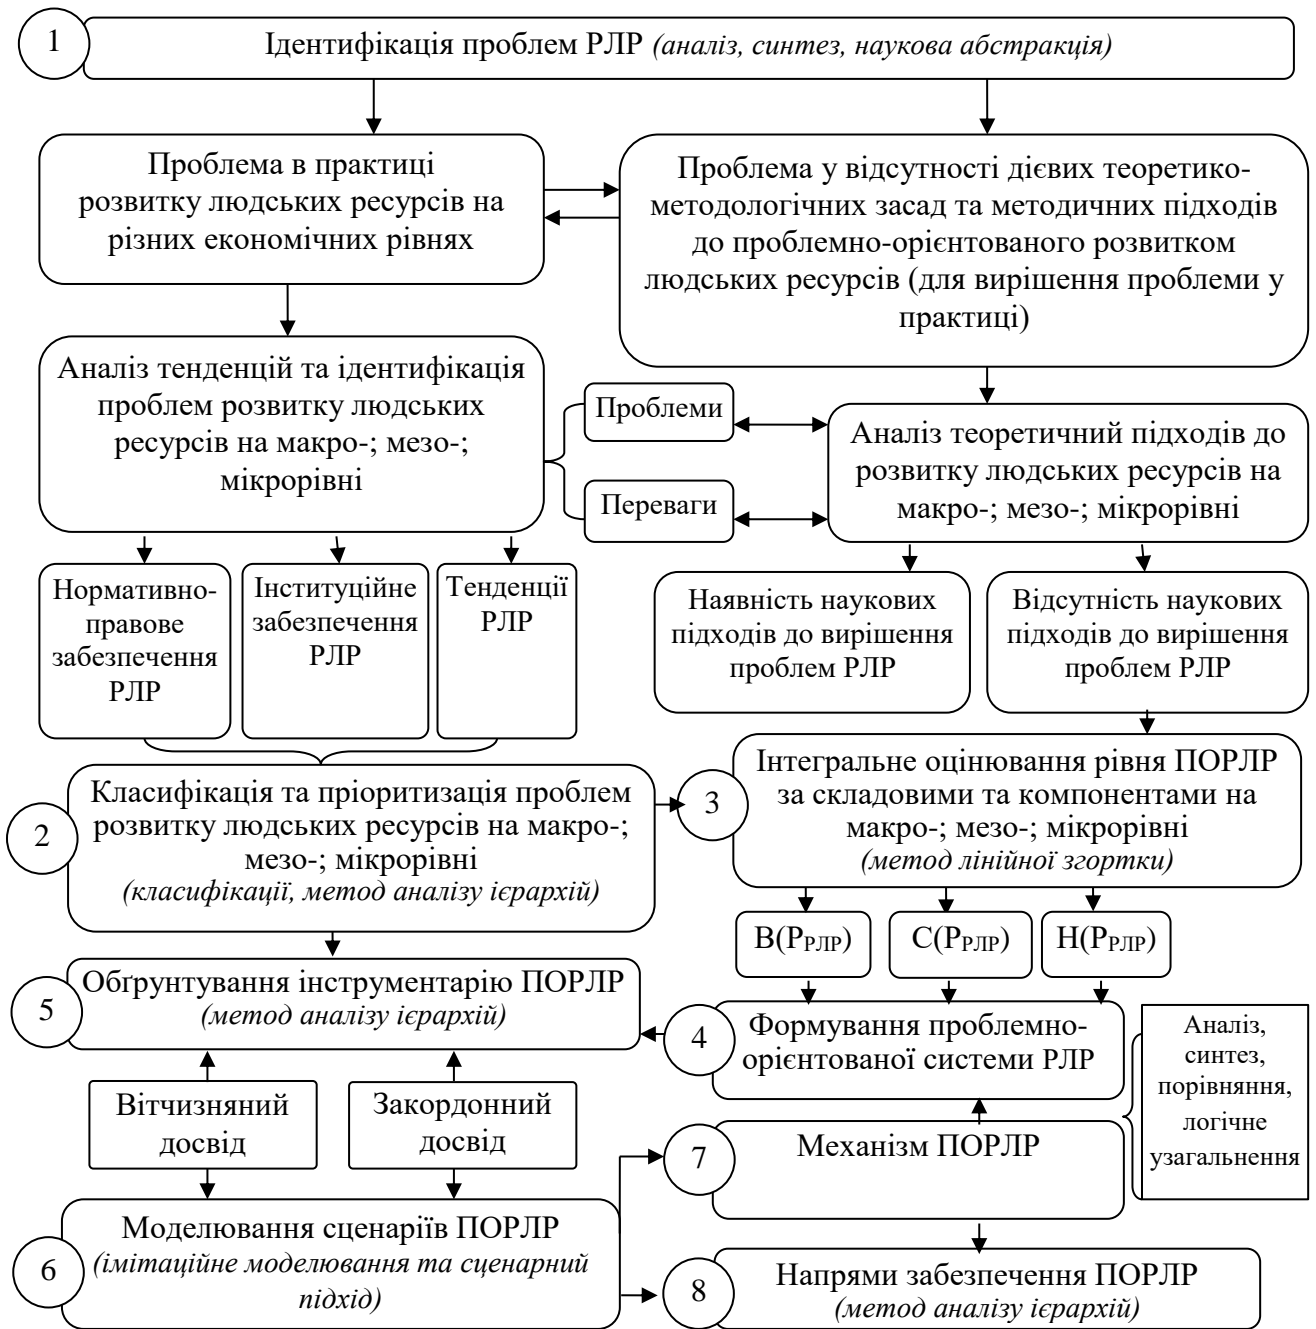 1
Ідентифікація проблем РЛР (аналіз, синтез, наукова абстракція)
Проблема в практиці
розвитку людських ресурсів на
різних економічних рівнях
Проблема у відсутності дієвих теоретико-
методологічних засад та методичних підходів
до проблемно-орієнтованого розвитком
людських ресурсів (для вирішення проблеми у
практиці)
Аналіз тенденцій та ідентифікація
проблем розвитку людських
ресурсів на макро-; мезо-;
мікрорівні
Проблеми
Переваги
Аналіз теоретичний підходів до
розвитку людських ресурсів на
макро-; мезо-; мікрорівні
Нормативно-
правове
забезпечення
РЛР
Інституційне
забезпечення
РЛР
Тенденції
РЛР
Наявність наукових
підходів до вирішення
проблем РЛР
Відсутність наукових
підходів до вирішення
проблем РЛР
2
Класифікація та пріоритизація проблем
розвитку людських ресурсів на макро-;
мезо-; мікрорівні
(класифікації, метод аналізу ієрархій)
3
Інтегральне оцінювання рівня ПОРЛР
за складовими та компонентами на
макро-; мезо-; мікрорівні
(метод лінійної згортки)
В(РРЛР)
С(РРЛР)
Н(РРЛР)
5
Обґрунтування інструментарію ПОРЛР
(метод аналізу ієрархій)
4
Формування проблемно-
орієнтованої системи РЛР
Аналіз,
синтез,
порівняння,
логічне
узагальнення
Вітчизняний
досвід
Закордонний
досвід
7
Механізм ПОРЛР
6
Моделювання сценаріїв ПОРЛР
(імітаційне моделювання та сценарний
підхід)
8
Напрями забезпечення ПОРЛР
(метод аналізу ієрархій)